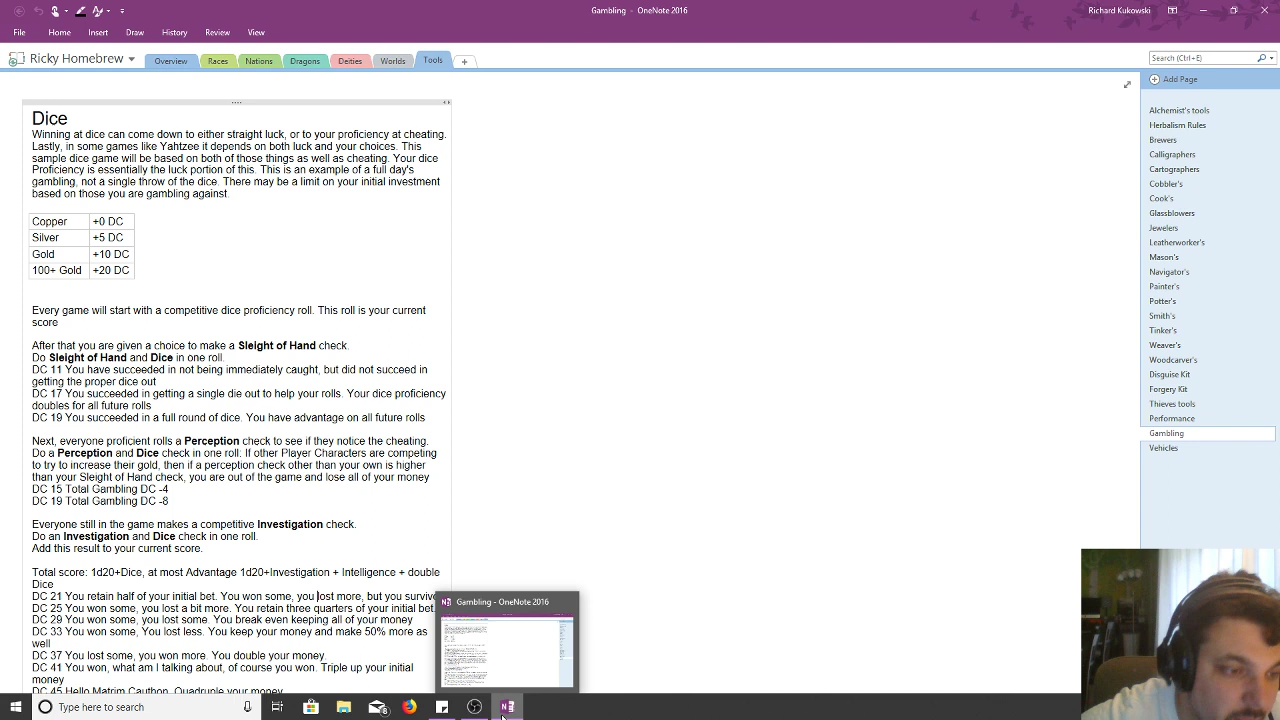 Gambling - OneNote 2016
Richard Kukowski
File Home Insert Draw History Review View
Ricky Homebrew
Overview Races Nations Dragons Deities Worlds Tools
Search (Ctrl+E)
Add Page
Dice
Winning at dice can come down to either straight luck, or to your proficiency at cheating.
Lastly, in some games like Yahtzee it depends on both luck and your choices. This
sample dice game will be based on both of those things as well as cheating. Your dice
Proficiency is essentially the luck portion of this. This is an example of a full day's
gambling, not a single throw of the dice. There may be a limit on your initial investment
based on those you are gambling against.
Copper +0 DC
Silver +5 DC
Gold +10 DC
100+ Gold +20 DC
Every game will start with a competitive dice proficiency roll. This roll is your current
score
After that you are given a choice to make a Sleight of Hand check.
Do Sleight of Hand and Dice in one roll.
DC 11 You have succeeded in not being immediately caught, but did not succeed in
getting the proper dice out
DC 17 You succeeded in getting a single die out to help your rolls. Your dice proficiency
doubles for all future rolls
DC 19 You succeeded in a full round of dice. You have advantage on all future rolls
Next, everyone proficient rolls a Perception check to see if they notice the cheating.
Do a Perception and Dice check in one roll: If other Player Characters are competing
to try to increase their gold, then if a perception check other than your own is higher
than your Sleight of Hand check, you are out of the game and lose all of your money
DC 15 Total Gambling DC -4
DC 19 Total Gambling DC -8
Everyone still in the game makes a competitive Investigation check.
Do an Investigation and Dice check in one roll.
Add this result to your current score.
Total score: 1d20+Dice, at most Advantage 1d20+Investigation + Intelligence + double
Dice
DC 21 You retain half of your initial bet. You won some, you lost more, but you survive
DC 25 You won some, you lost a bit more. You retain three quarters of your initial bet
DC 29 You won some, you lost some. You break even keeping all of your money
DC 33 You won some, You lost less. You keep your money and make 50% more as
well
DC 37 You lost some, you won more. You double your money.
DC 41 You won, what am I talking about, of course you won. Triple up your initial
money
DC 45 Hello Matrim Cauthon. Quadruple your money
Alchemist's tools
Herbalism Rules
Brewers
Calligraphers
Cartographers
Cobbler's
Cook's
Glassblowers
Jewelers
Leatherworker's
Mason's
Navigator's
Painter's
Potter's
Smith's
Tinker's
Weaver's
Woodcarver's
Disguise Kit
Forgery Kit
Thieves tools
Performance
Gambling
Vehicles
Gambling - OneNote 2016
Type here to search